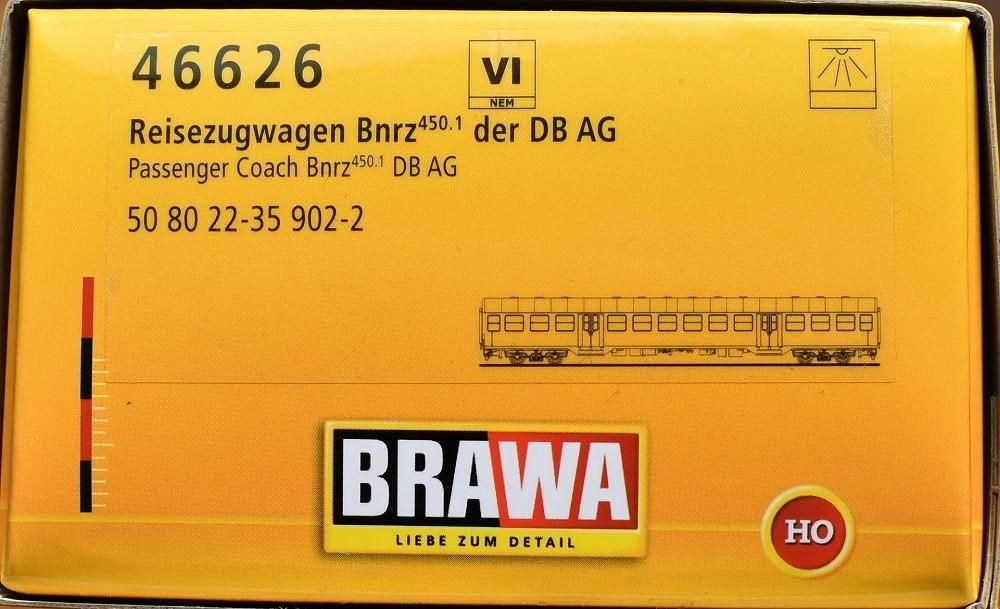 46626
VI
NEM
Reisezugwagen Bnrz450.1 der DB AG
Passenger Coach Bnrz450.1 DB AG
50 80 22-35 902-2
BRAWA
LIEBE ZUM DETAIL
HO